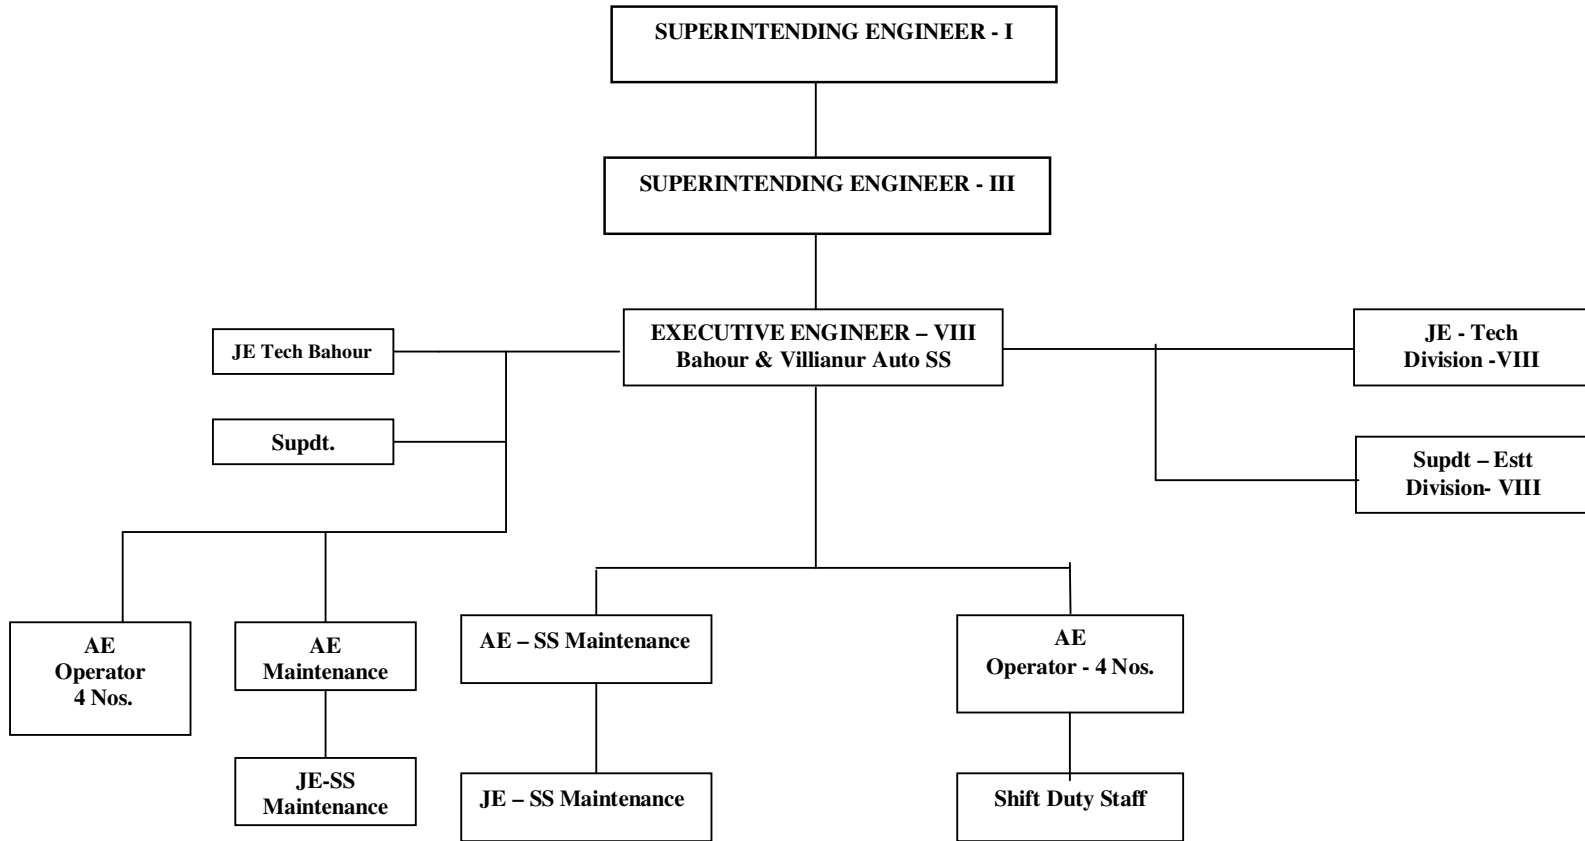 SUPERINTENDING ENGINEER - I
SUPERINTENDING ENGINEER - III
EXECUTIVE ENGINEER – VIII
Bahour & Villianur Auto SS
JE Tech Bahour
JE - Tech
Division -VIII
Supdt.
Supdt – Estt
Division- VIII
AE
Operator
4 Nos.
AE
Maintenance
AE – SS Maintenance
AE
Operator - 4 Nos.
JE-SS
Maintenance
JE – SS Maintenance
Shift Duty Staff